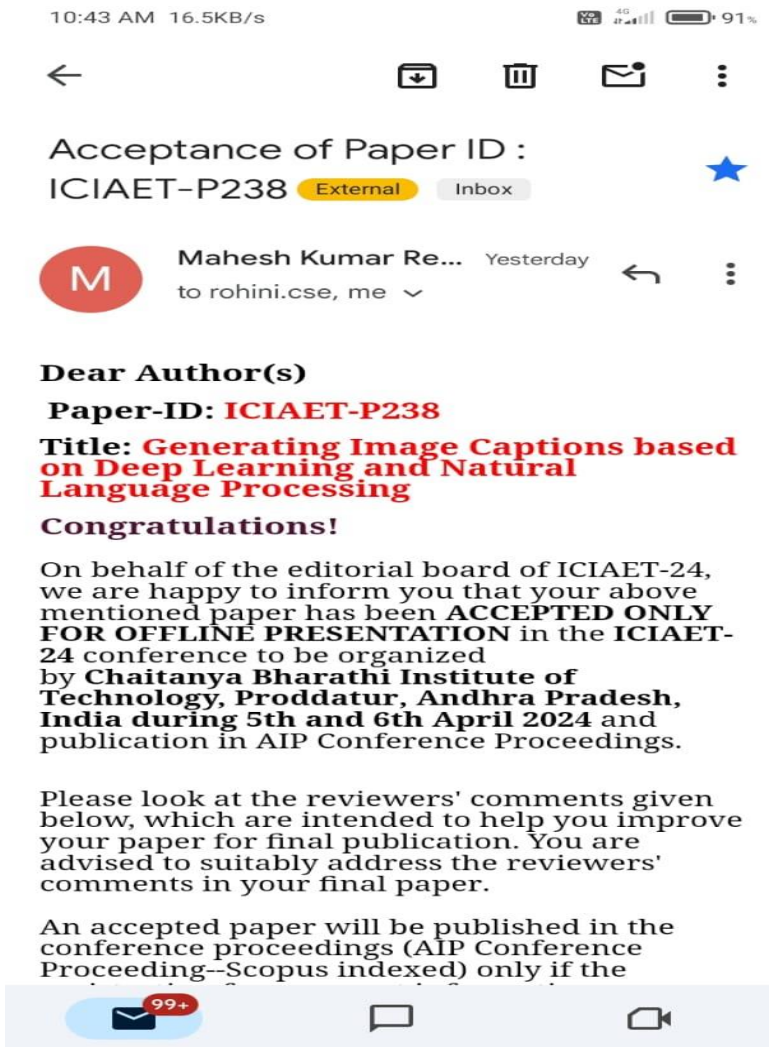 10:43 AM 16.5KB/s
Vo LTE 4G 91%
Acceptance of Paper ID :
ICIAET-P238 External Inbox
M
Mahesh Kumar Re... Yesterday
to rohini.cse, me
Dear Author(s)
Paper-ID: ICIAET-P238
Title: Generating Image Captions based
on Deep Learning and Natural
Language Processing
Congratulations!
On behalf of the editorial board of ICIAET-24,
we are happy to inform you that your above
mentioned paper has been ACCEPTED ONLY
FOR OFFLINE PRESENTATION in the ICIAET-
24 conference to be organized
by Chaitanya Bharathi Institute of
Technology, Proddatur, Andhra Pradesh,
India during 5th and 6th April 2024 and
publication in AIP Conference Proceedings.
Please look at the reviewers' comments given
below, which are intended to help you improve
your paper for final publication. You are
advised to suitably address the reviewers'
comments in your final paper.
An accepted paper will be published in the
conference proceedings (AIP Conference
Proceeding--Scopus indexed) only if the
99+